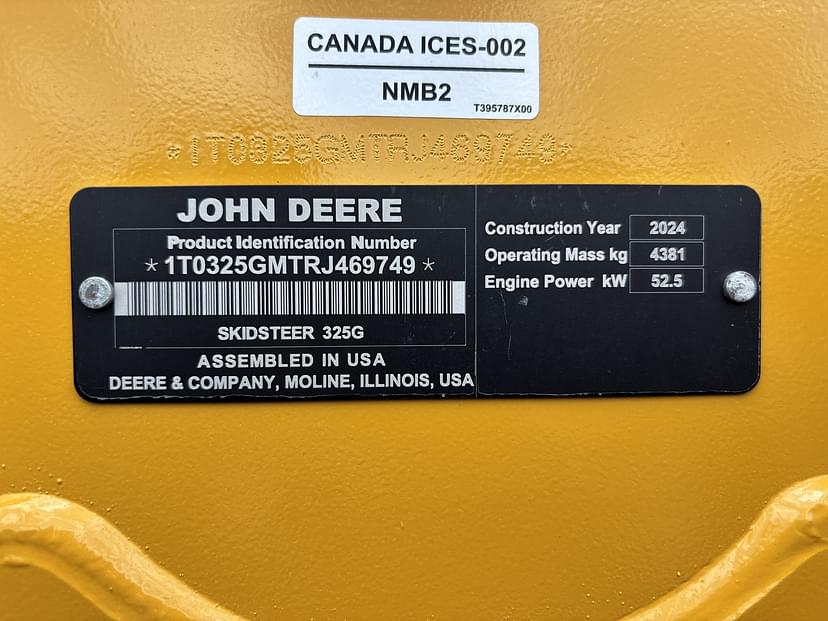 CANADA ICES-002
NMB2
T395787X00
*1T0325GMTRJ469749*
JOHN DEERE
Product Identification Number
*1T0325GMTRJ469749*
SKIDSTEER 325G
ASSEMBLED IN USA
DEERE & COMPANY, MOLINE, ILLINOIS, USA
Construction Year 2024
Operating Mass kg 4381
Engine Power kW 52.5